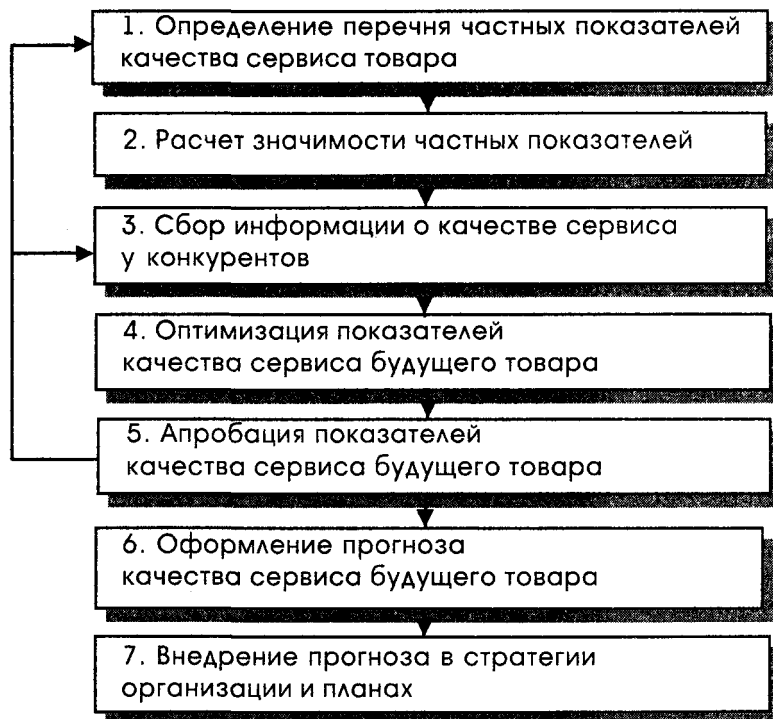 1. Определение перечня частных показателей
качества сервиса товара
2. Расчет значимости частных показателей
3. Сбор информации о качестве сервиса
у конкурентов
4. Оптимизация показателей
качества сервиса будущего товара
5. Апробация показателей
качества сервиса будущего товара
6. Оформление прогноза
качества сервиса будущего товара
7. Внедрение прогноза в стратегии
организации и планах